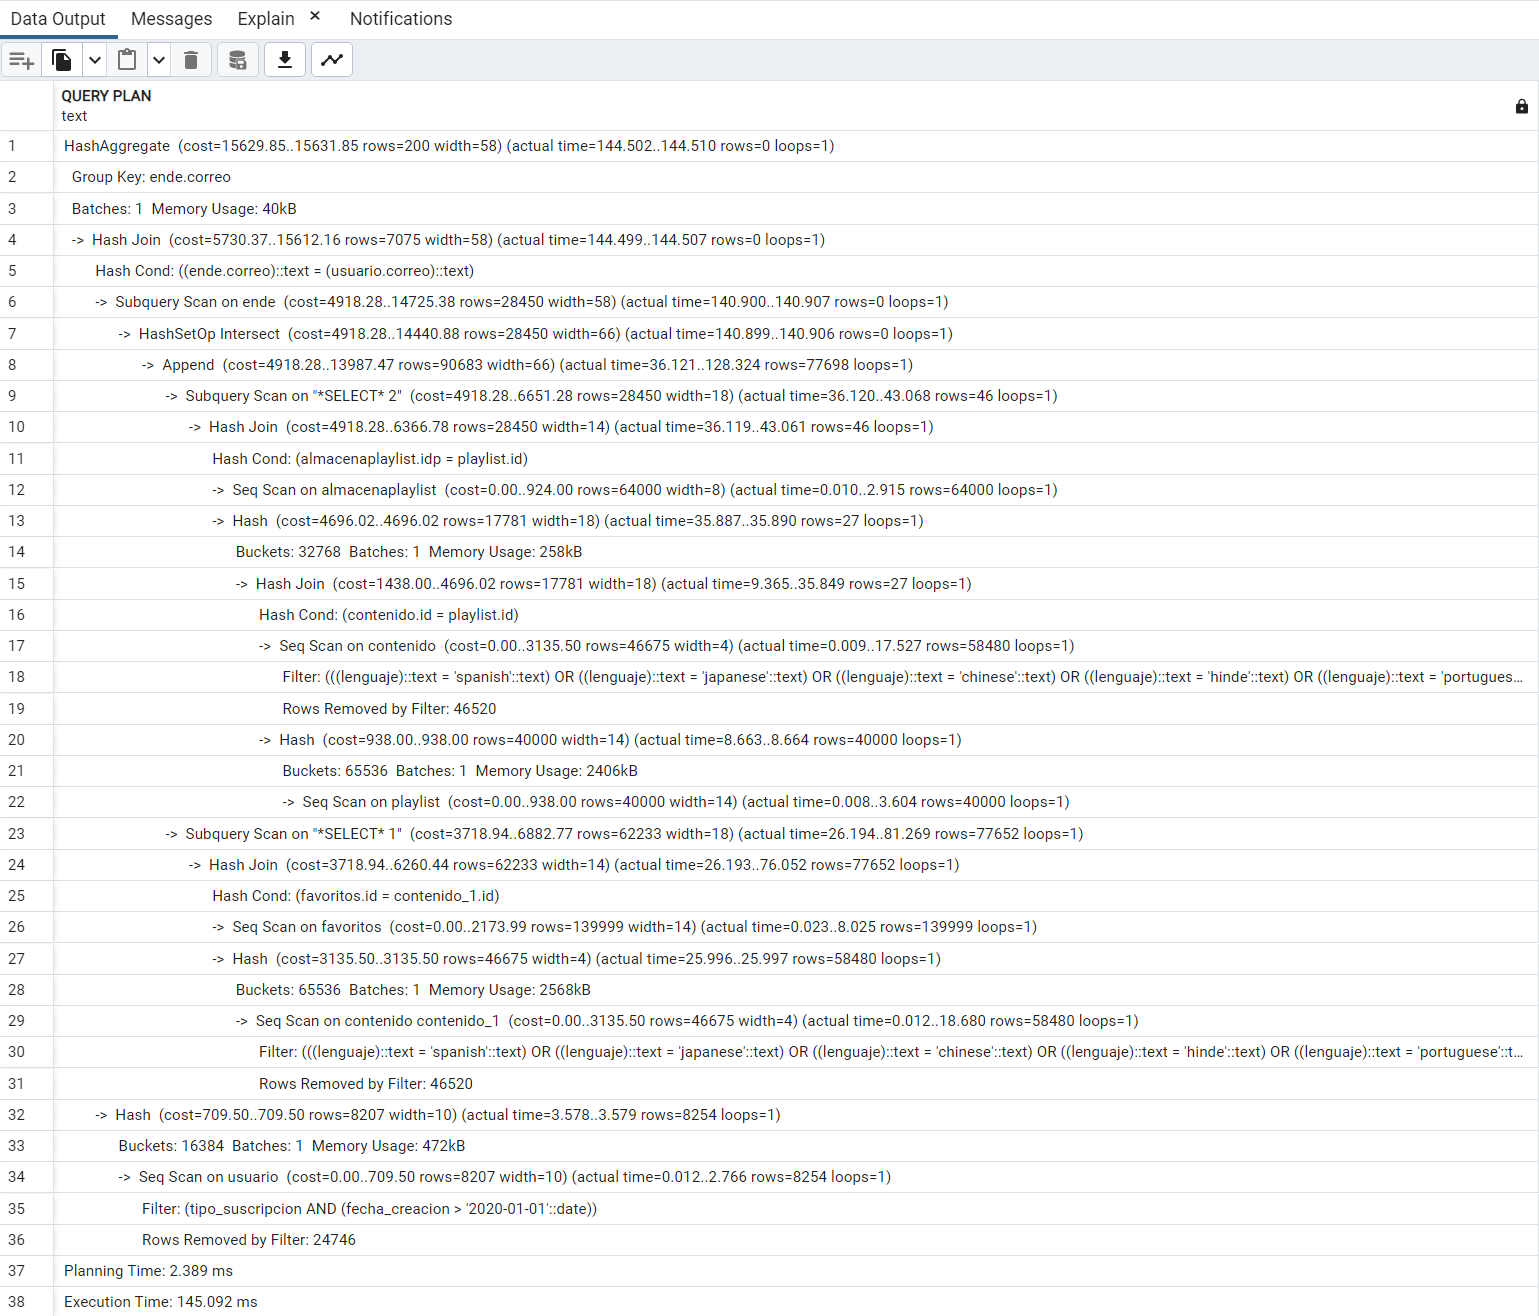 Data Output Messages Explain × Notifications
QUERY PLAN
text
1 HashAggregate (cost=15629.85..15631.85 rows=200 width=58) (actual time=144.502..144.510 rows=0 loops=1)
2 Group Key: ende.correo
3 Batches: 1 Memory Usage: 40kB
4 -> Hash Join (cost=5730.37..15612.16 rows=7075 width=58) (actual time=144.499..144.507 rows=0 loops=1)
5 Hash Cond: ((ende.correo)::text = (usuario.correo)::text)
6 -> Subquery Scan on ende (cost=4918.28..14725.38 rows=28450 width=58) (actual time=140.900..140.907 rows=0 loops=1)
7 -> HashSetOp Intersect (cost=4918.28..14440.88 rows=28450 width=66) (actual time=140.899..140.906 rows=0 loops=1)
8 -> Append (cost=4918.28..13987.47 rows=90683 width=66) (actual time=36.121..128.324 rows=77698 loops=1)
9 -> Subquery Scan on "*SELECT* 2" (cost=4918.28..6651.28 rows=28450 width=18) (actual time=36.120..43.068 rows=46 loops=1)
10 -> Hash Join (cost=4918.28..6366.78 rows=28450 width=14) (actual time=36.119..43.061 rows=46 loops=1)
11 Hash Cond: (almacenaplaylist.idp = playlist.id)
12 -> Seq Scan on almacenaplaylist (cost=0.00..924.00 rows=64000 width=8) (actual time=0.010..2.915 rows=64000 loops=1)
13 -> Hash (cost=4696.02..4696.02 rows=17781 width=18) (actual time=35.887..35.890 rows=27 loops=1)
14 Buckets: 32768 Batches: 1 Memory Usage: 258kB
15 -> Hash Join (cost=1438.00..4696.02 rows=17781 width=18) (actual time=9.365..35.849 rows=27 loops=1)
16 Hash Cond: (contenido.id = playlist.id)
17 -> Seq Scan on contenido (cost=0.00..3135.50 rows=46675 width=4) (actual time=0.009..17.527 rows=58480 loops=1)
18 Filter: (((lenguaje)::text = 'spanish'::text) OR ((lenguaje)::text = 'japanese'::text) OR ((lenguaje)::text = 'chinese'::text) OR ((lenguaje)::text = 'hinde'::text) OR ((lenguaje)::text = 'portugues...
19 Rows Removed by Filter: 46520
20 -> Hash (cost=938.00..938.00 rows=40000 width=14) (actual time=8.663..8.664 rows=40000 loops=1)
21 Buckets: 65536 Batches: 1 Memory Usage: 2406kB
22 -> Seq Scan on playlist (cost=0.00..938.00 rows=40000 width=14) (actual time=0.008..3.604 rows=40000 loops=1)
23 -> Subquery Scan on "*SELECT* 1" (cost=3718.94..6882.77 rows=62233 width=18) (actual time=26.194..81.269 rows=77652 loops=1)
24 -> Hash Join (cost=3718.94..6260.44 rows=62233 width=14) (actual time=26.193..76.052 rows=77652 loops=1)
25 Hash Cond: (favoritos.id = contenido_1.id)
26 -> Seq Scan on favoritos (cost=0.00..2173.99 rows=139999 width=14) (actual time=0.023..8.025 rows=139999 loops=1)
27 -> Hash (cost=3135.50..3135.50 rows=46675 width=4) (actual time=25.996..25.997 rows=58480 loops=1)
28 Buckets: 65536 Batches: 1 Memory Usage: 2568kB
29 -> Seq Scan on contenido contenido_1 (cost=0.00..3135.50 rows=46675 width=4) (actual time=0.012..18.680 rows=58480 loops=1)
30 Filter: (((lenguaje)::text = 'spanish'::text) OR ((lenguaje)::text = 'japanese'::text) OR ((lenguaje)::text = 'chinese'::text) OR ((lenguaje)::text = 'hinde'::text) OR ((lenguaje)::text = 'portuguese'::t...
31 Rows Removed by Filter: 46520
32 -> Hash (cost=709.50..709.50 rows=8207 width=10) (actual time=3.578..3.579 rows=8254 loops=1)
33 Buckets: 16384 Batches: 1 Memory Usage: 472kB
34 -> Seq Scan on usuario (cost=0.00..709.50 rows=8207 width=10) (actual time=0.012..2.766 rows=8254 loops=1)
35 Filter: (tipo_suscripcion AND (fecha_creacion > '2020-01-01'::date))
36 Rows Removed by Filter: 24746
37 Planning Time: 2.389 ms
38 Execution Time: 145.092 ms